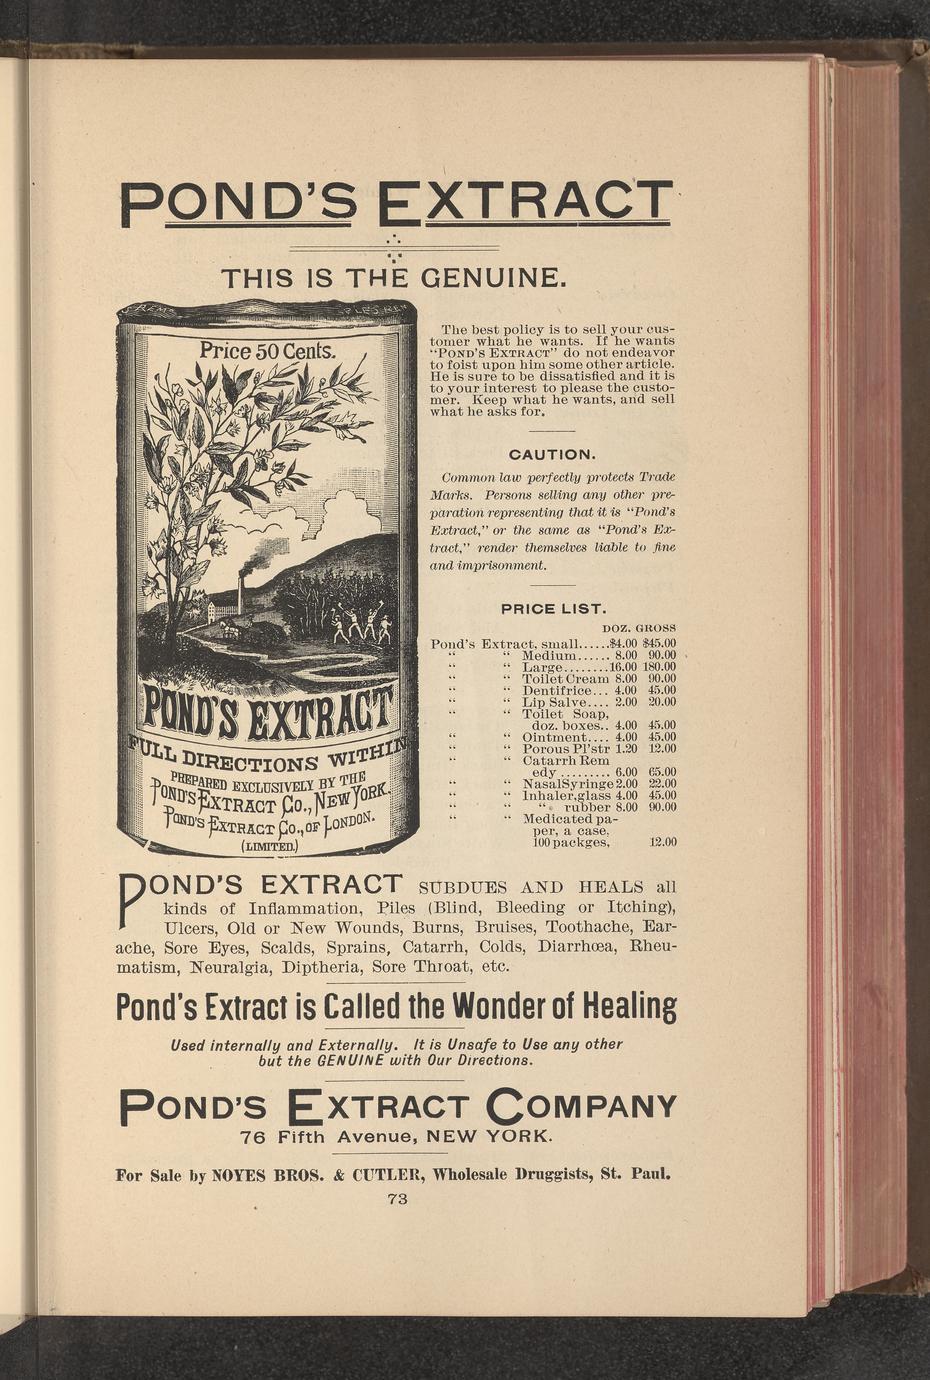 POND'S EXTRACT
THIS IS THE GENUINE.
Price 50 Cents.
POND'S EXTRACT
FULL DIRECTIONS WITHIN
PREPARED EXCLUSIVELY BY THE
POND'S EXTRACT CO., NEW YORK.
POND'S EXTRACT CO., OF LONDON.
(LIMITED.)
The best policy is to sell your cus-
tomer what he wants. If he wants
"POND'S EXTRACT" do not endeavor
to foist upon him some other article.
He is sure to be dissatisfied and it is
to your interest to please the custo-
mer. Keep what he wants, and sell
what he asks for.
CAUTION.
Common law perfectly protects Trade
Marks. Persons selling any other pre-
paration representing that it is "Pond's
Extract," or the same as "Pond's Ex-
tract," render themselves liable to fine
and imprisonment.
PRICE LIST.
DOZ. GROSS
Pond's Extract, small......$4.00 $45.00
" " Medium...... 8.00 90.00
" " Large........16.00 180.00
" " Toilet Cream 8.00 90.00
" " Dentifrice... 4.00 45.00
" " Lip Salve.... 2.00 20.00
" " Toilet Soap,
doz. boxes.. 4.00 45.00
" " Ointment.... 4.00 45.00
" " Porous Pl'str 1.20 12.00
" " Catarrh Rem
edy ......... 6.00 65.00
" " NasalSyringe 2.00 22.00
" " Inhaler,glass 4.00 45.00
" " " rubber 8.00 90.00
" " Medicated pa-
per, a case,
100 packges, 12.00
POND'S EXTRACT SUBDUES AND HEALS all
kinds of Inflammation, Piles (Blind, Bleeding or Itching),
Ulcers, Old or New Wounds, Burns, Bruises, Toothache, Ear-
ache, Sore Eyes, Scalds, Sprains, Catarrh, Colds, Diarrhœa, Rheu-
matism, Neuralgia, Diptheria, Sore Throat, etc.
Pond's Extract is Called the Wonder of Healing
Used internally and Externally. It is Unsafe to Use any other
but the GENUINE with Our Directions.
POND'S EXTRACT COMPANY
76 Fifth Avenue, NEW YORK.
For Sale by NOYES BROS. & CUTLER, Wholesale Druggists, St. Paul.
73